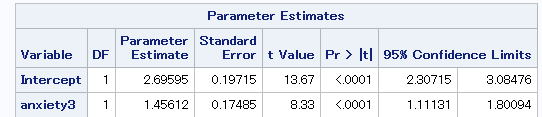 Parameter Estimates
Variable DF Parameter Estimate Standard Error t Value Pr > |t| 95% Confidence Limits
Intercept 1 2.69595 0.19715 13.67 <.0001 2.30715 3.08476
anxiety3 1 1.45612 0.17485 8.33 <.0001 1.11131 1.80094